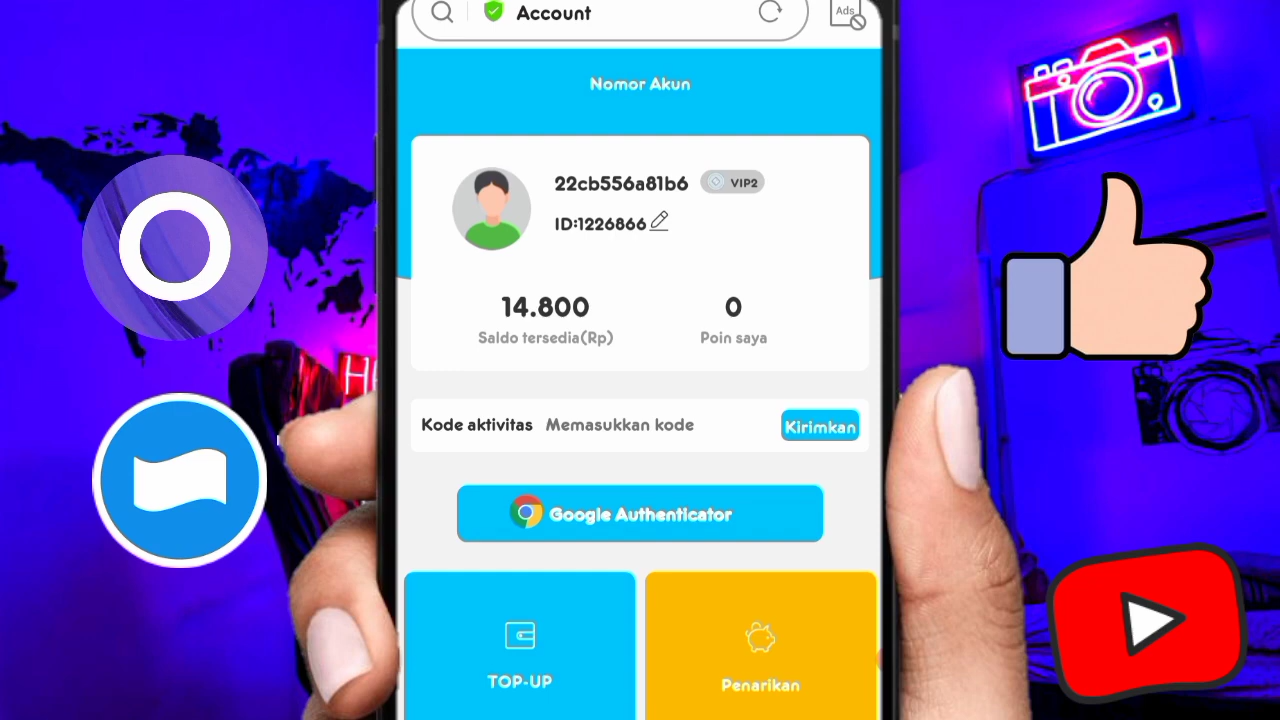 Account
Ads
Nomor Akun
22cb556a81b6 VIP2
ID:1226866
14.800 0
Saldo tersedia(Rp) Poin saya
Kode aktivitas Memasukkan kode Kirimkan
Google Authenticator
TOP-UP Penarikan